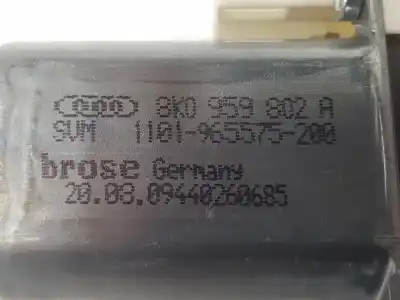 8K0 959 802 A
SVM 1101-965575-200
brose Germany
20.08.09440260685